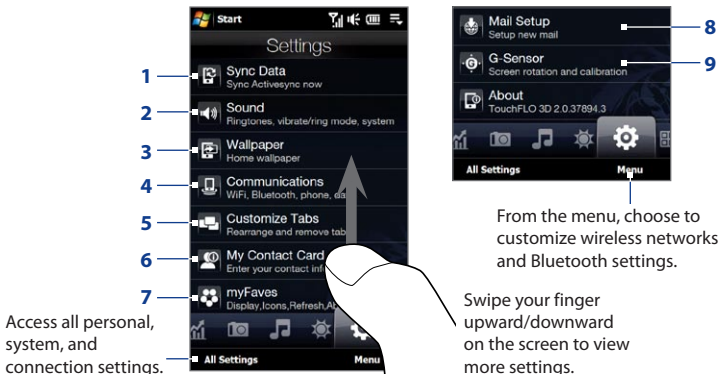 Start
Settings
1
Sync Data
Sync Activesync now
2
Sound
Ringtones, vibrate/ring mode, system
3
Wallpaper
Home wallpaper
4
Communications
WiFi, Bluetooth, phone,
5
Customize Tabs
Rearrange and remove tab
6
My Contact Card
Enter your contact inf
7
myFaves
Display,Icons,Refresh,Ab
All Settings
Menu
Access all personal,
system, and
connection settings.
Mail Setup
Setup new mail
8
G-Sensor
Screen rotation and calibration
9
About
TouchFLO 3D 2.0.37894.3
All Settings
Menu
From the menu, choose to
customize wireless networks
and Bluetooth settings.
Swipe your finger
upward/downward
on the screen to view
more settings.